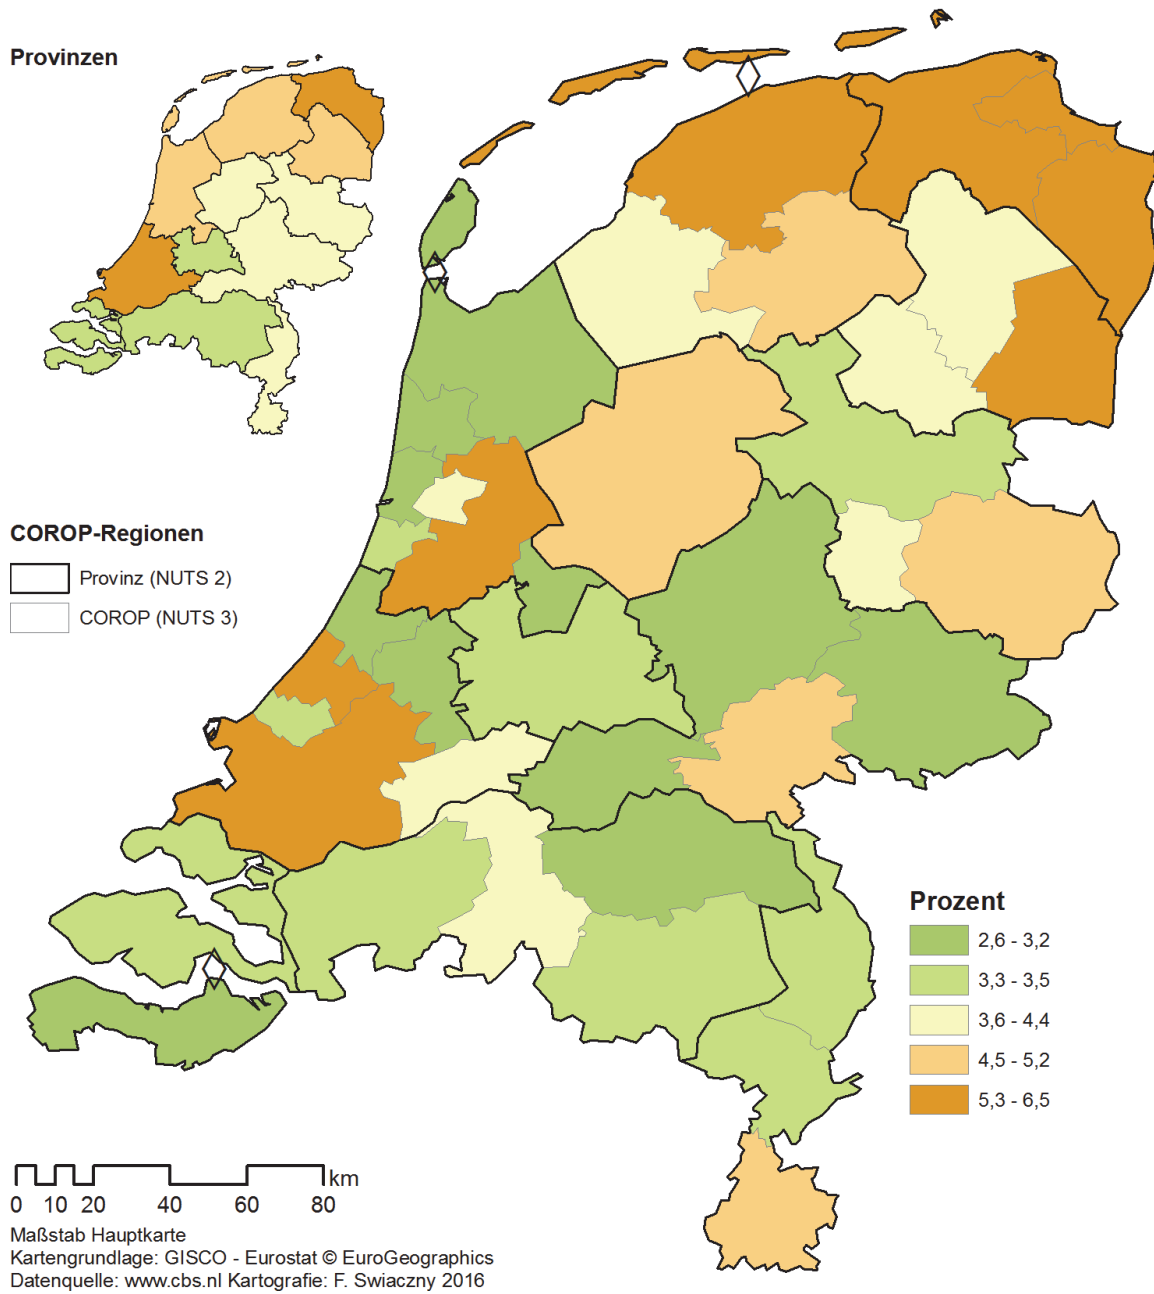 Provinzen
COROP-Regionen
Provinz (NUTS 2)
COROP (NUTS 3)
Prozent
2,6 - 3,2
3,3 - 3,5
3,6 - 4,4
4,5 - 5,2
5,3 - 6,5
km
0 10 20 40 60 80
Maßstab Hauptkarte
Kartengrundlage: GISCO - Eurostat © EuroGeographics
Datenquelle: www.cbs.nl Kartografie: F. Swiaczny 2016